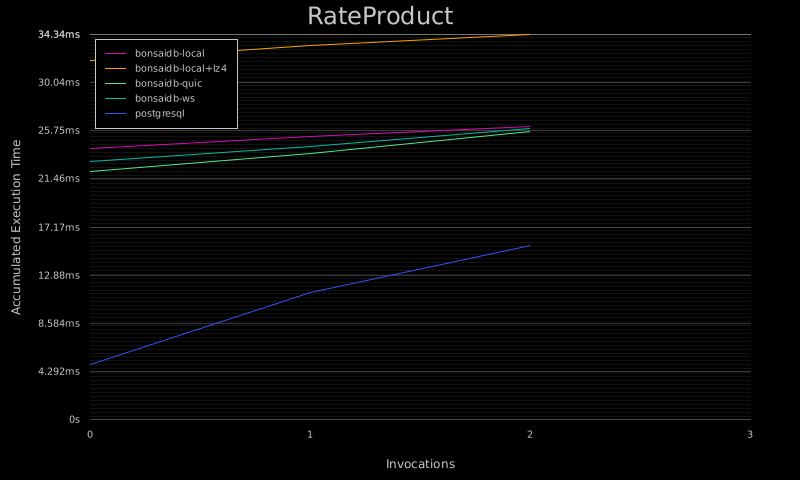 RateProduct
34.34ms
30.04ms
25.75ms
21.46ms
17.17ms
12.88ms
8.584ms
4.292ms
0s
bonsaidb-local
bonsaidb-local+lz4
bonsaidb-quic
bonsaidb-ws
postgresql
Accumulated Execution Time
0 1 2 3
Invocations